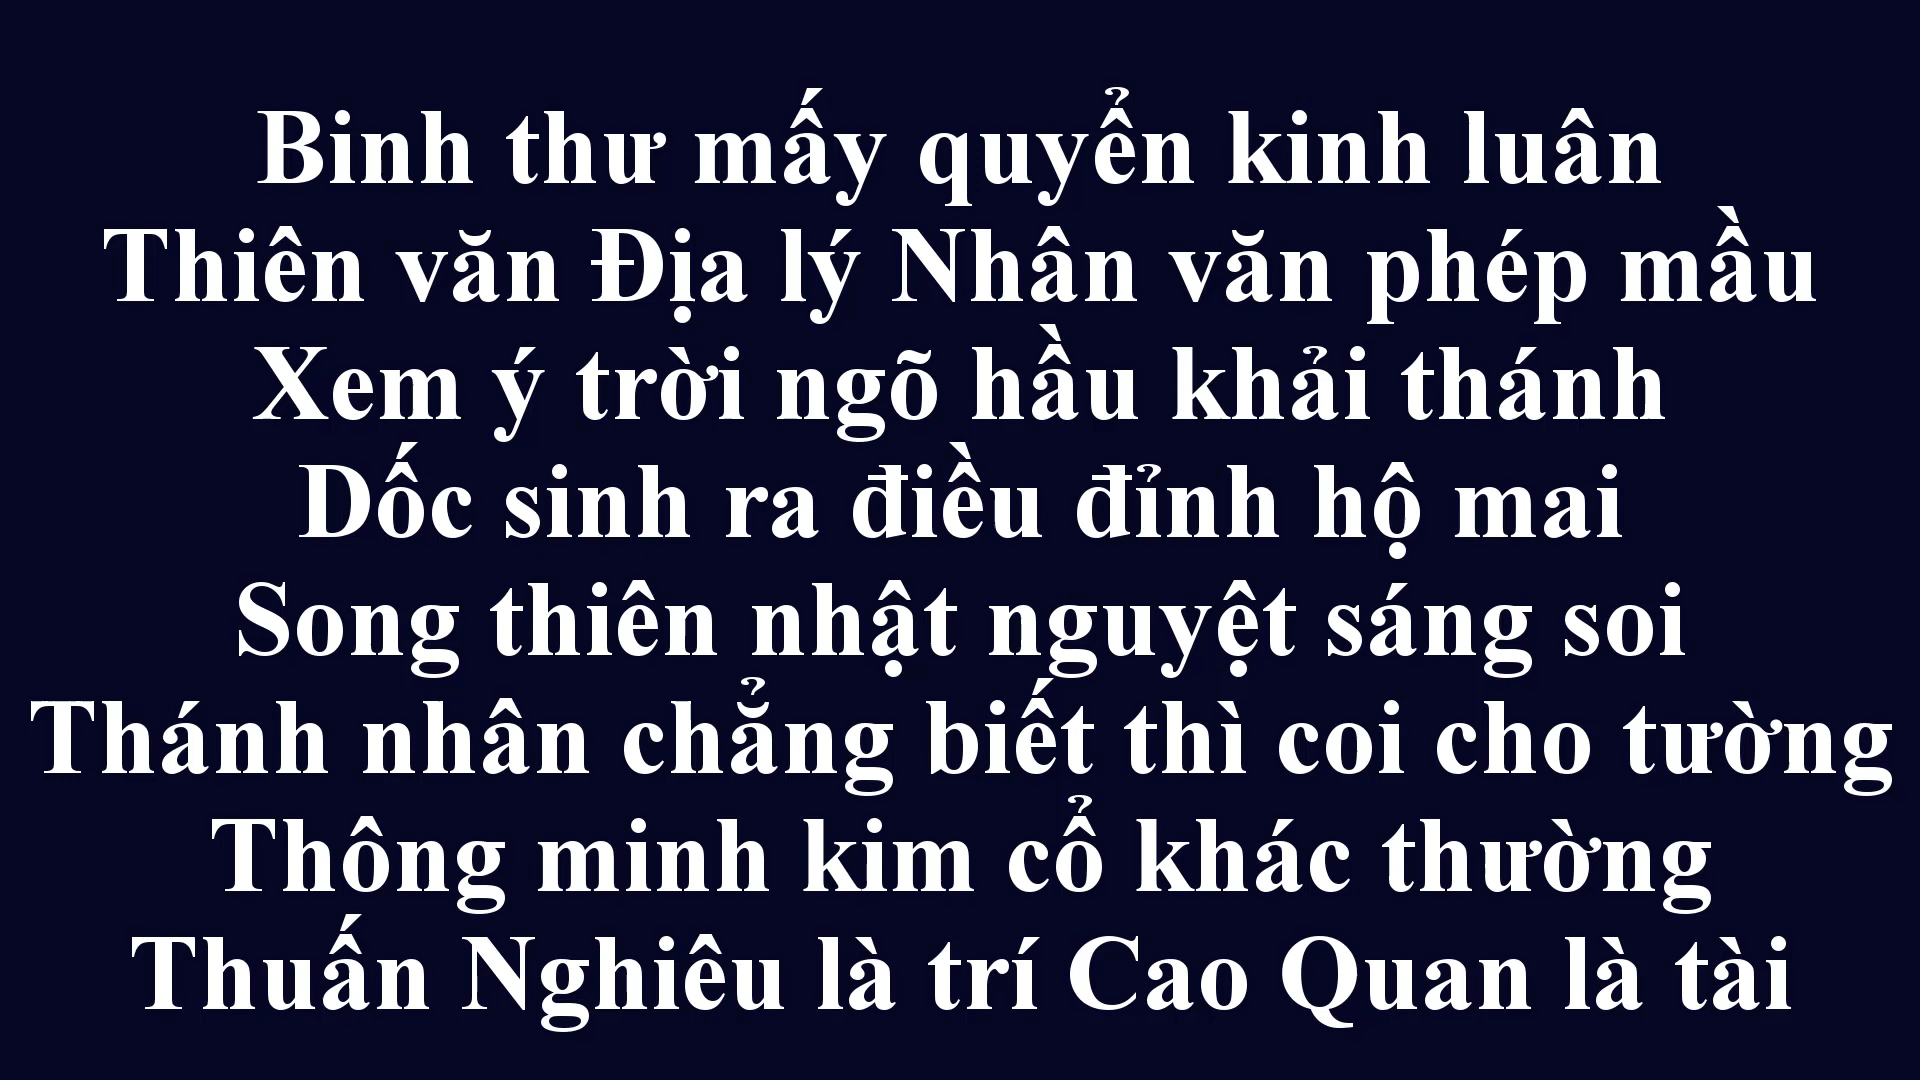 Binh thư mấy quyển kinh luân
Thiên văn Địa lý Nhân văn phép mầu
Xem ý trời ngõ hầu khải thánh
Dốc sinh ra điều đỉnh hộ mai
Song thiên nhật nguyệt sáng soi
Thánh nhân chẳng biết thì coi cho tường
Thông minh kim cổ khác thường
Thuấn Nghiêu là trí Cao Quan là tài